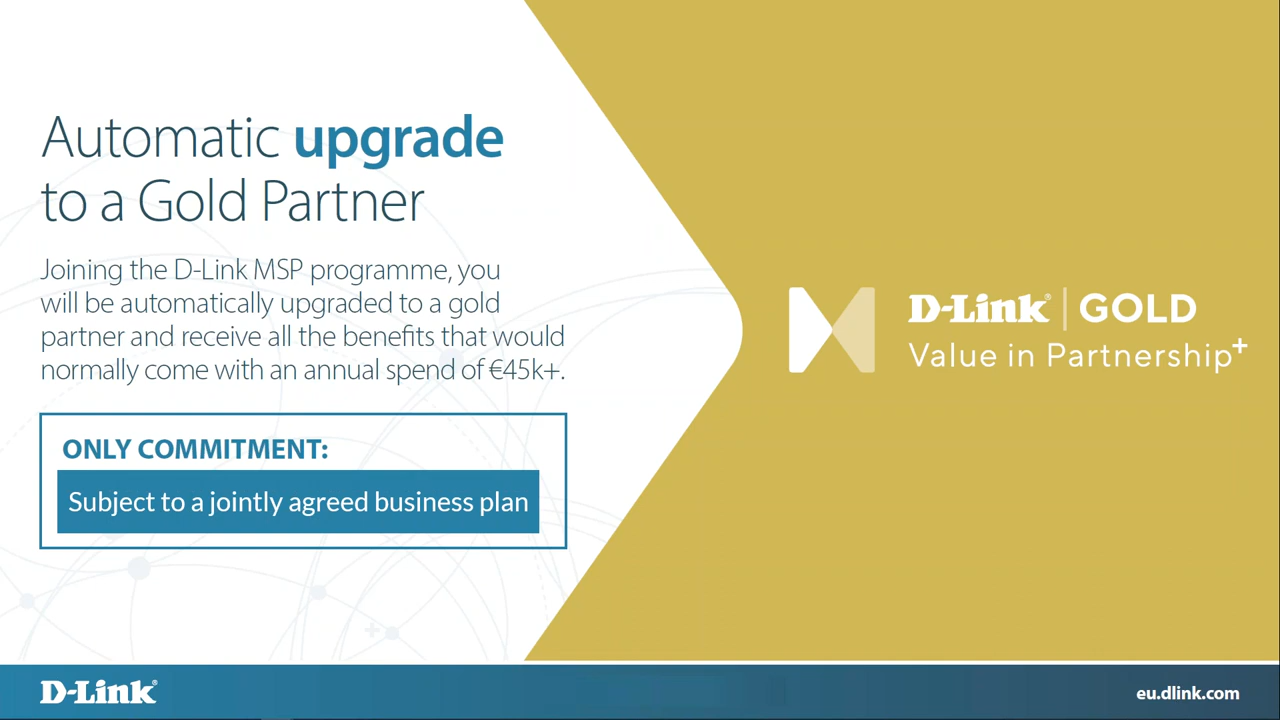 Automatic upgrade
to a Gold Partner
Joining the D-Link MSP programme, you
will be automatically upgraded to a gold
partner and receive all the benefits that would
normally come with an annual spend of €45k+.
ONLY COMMITMENT:
Subject to a jointly agreed business plan
D-Link® | GOLD
Value in Partnership+
D-Link®
eu.dlink.com